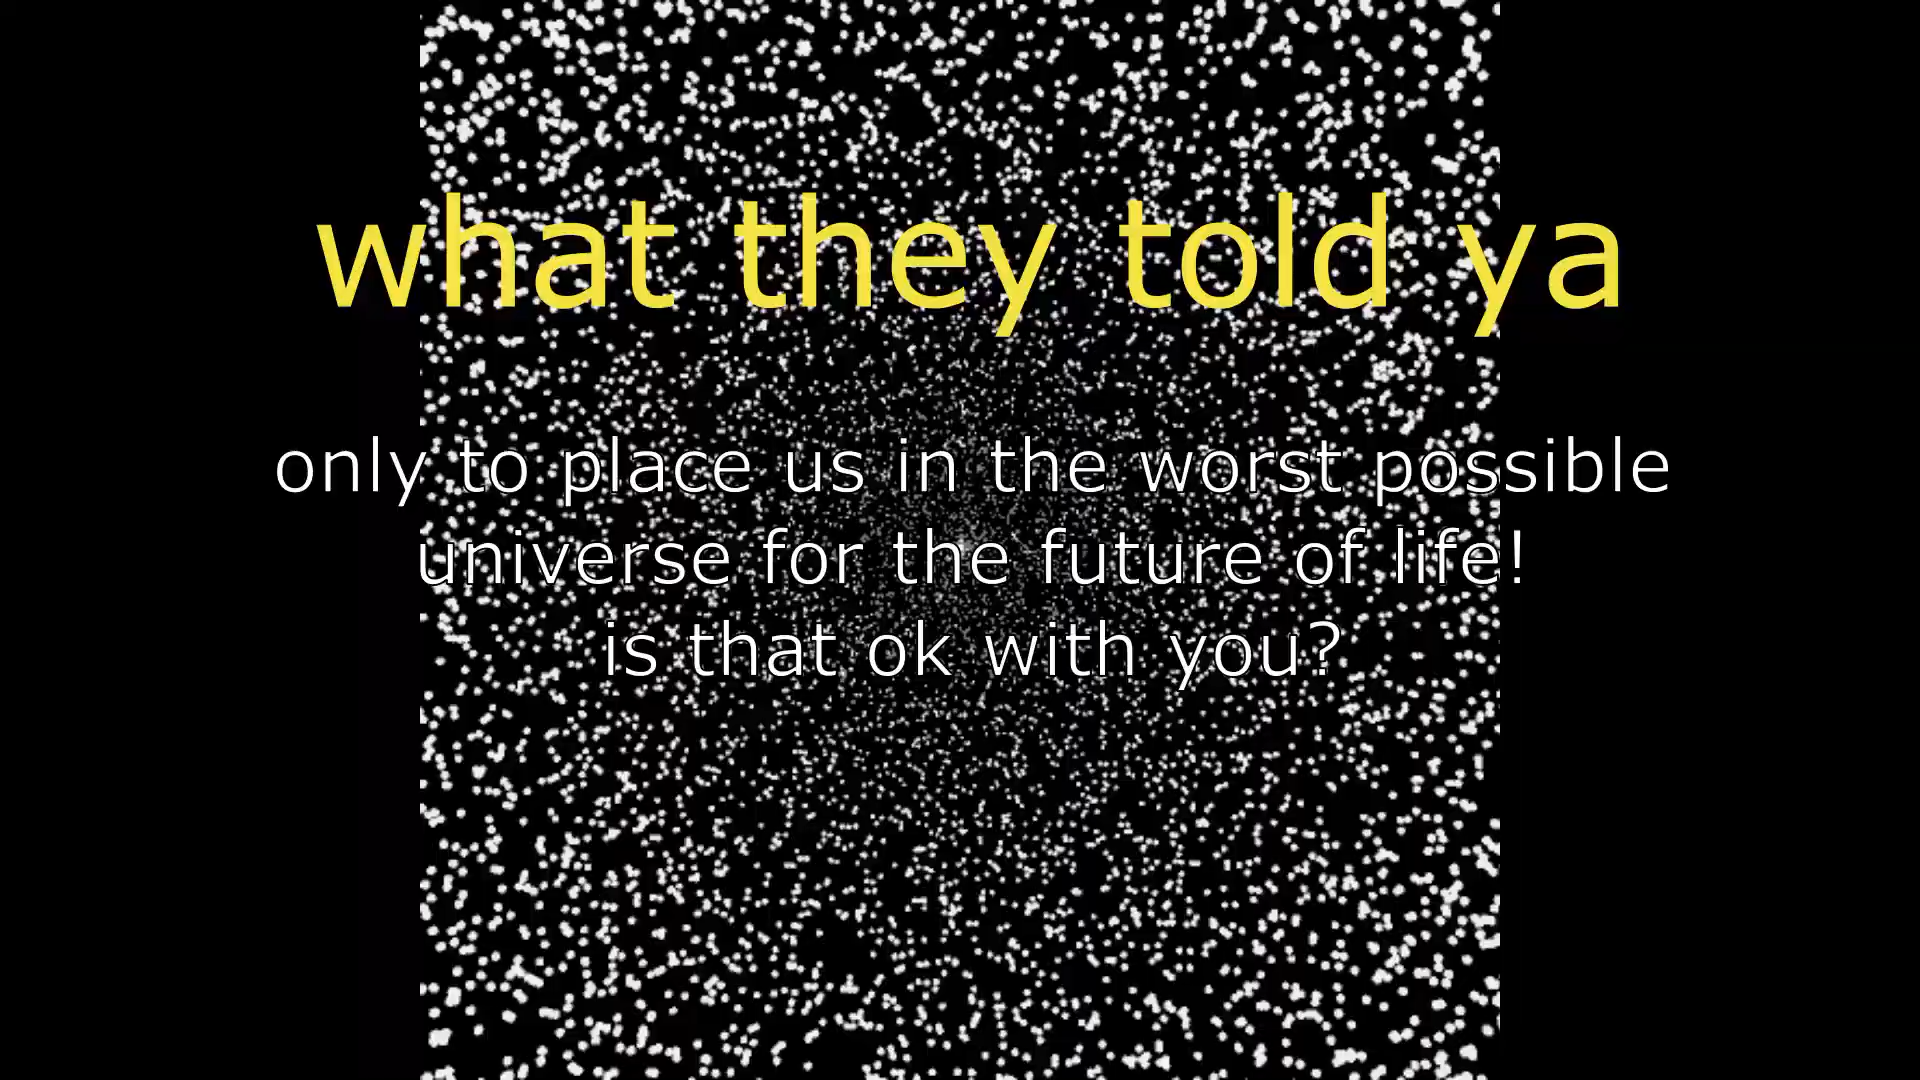 what they told ya
only to place us in the worst possible
universe for the future of life!
is that ok with you?